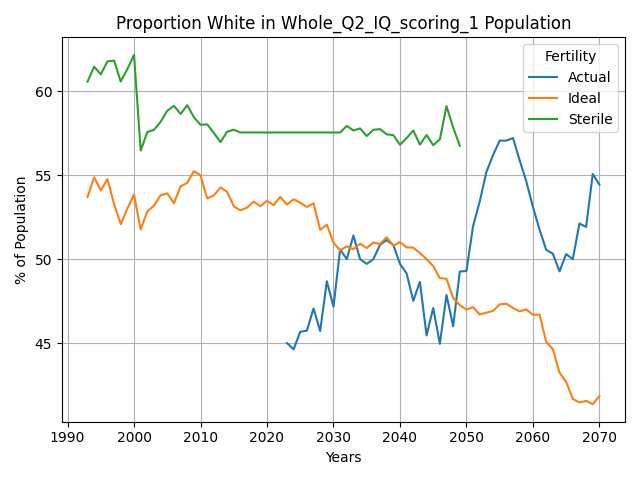 Proportion White in Whole_Q2_IQ_scoring_1 Population
Fertility
Actual
Ideal
Sterile
% of Population
60
55
50
45
1990 2000 2010 2020 2030 2040 2050 2060 2070
Years